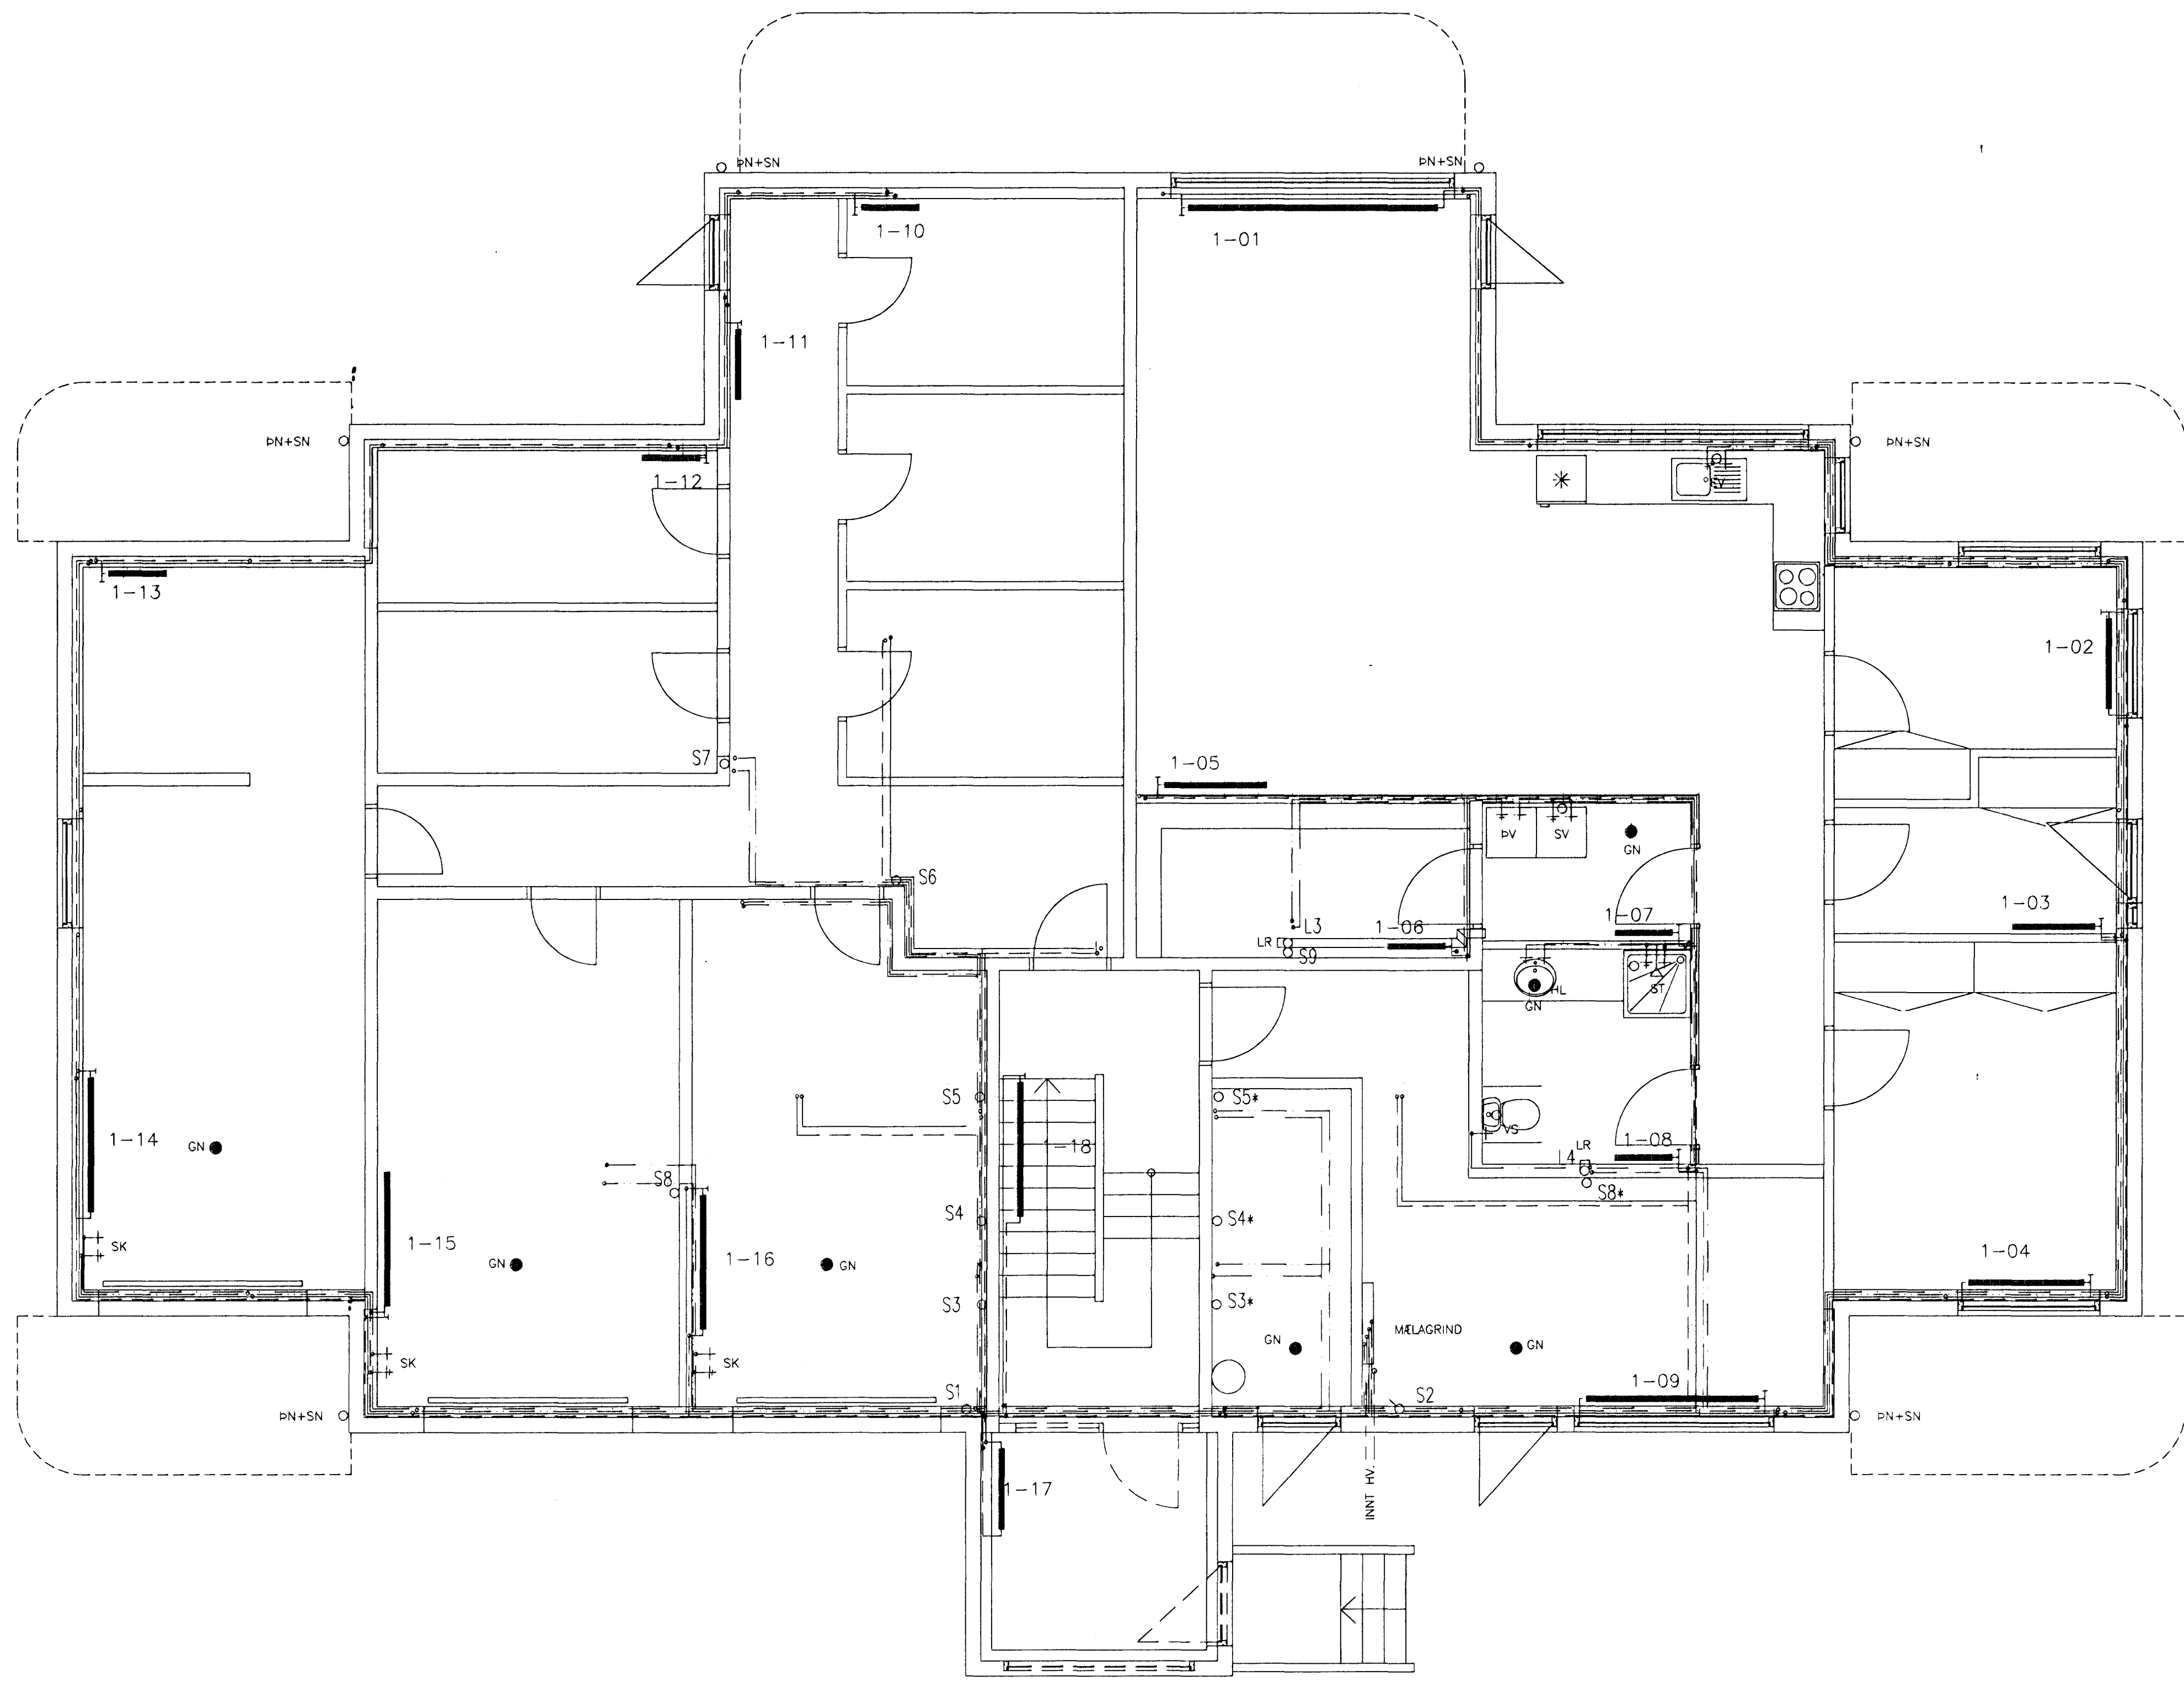 ÞN+SN
ÞN+SN
1-10
1-01
1-11
ÞN+SN
ÞN+SN
1-12
SV
1-13
1-02
S7
1-05
ÞV
SV
GN
S6
1-03
L3
1-06
1-07
LR
S9
L
HL
GN
ST
S5
S5*
VS
1-14
GN
1-18
1-08
LR
L4
S8
S8*
S4
S4*
SK
1-15
GN
1-16
GN
1-04
S3
S3*
GN
MÆLAGRIND
GN
SK
SK
1-09
S1
S2
ÞN+SN
ÞN+SN
INNT HV.
1-17